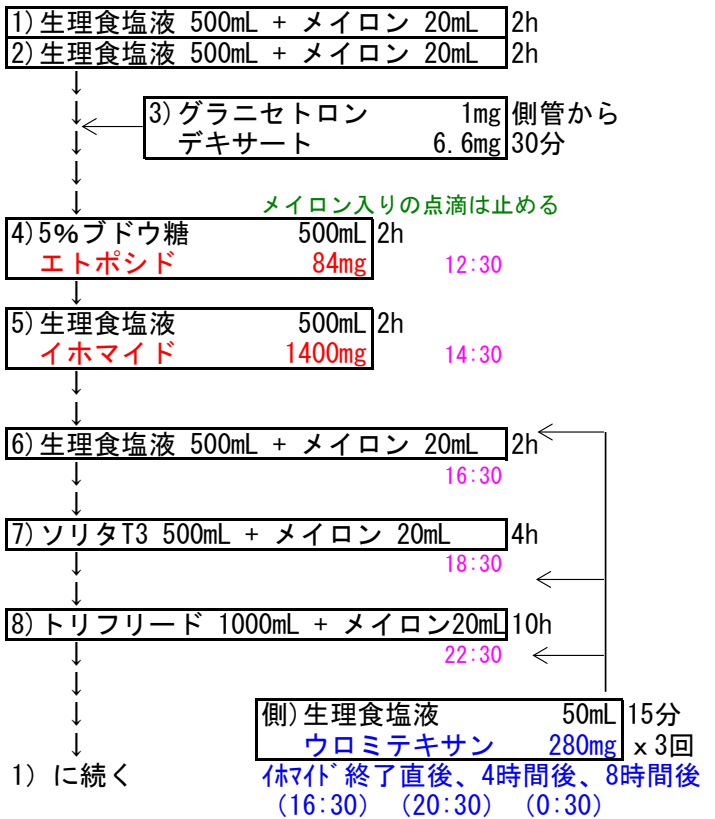 1)生理食塩液 500mL + メイロン 20mL 2h
2)生理食塩液 500mL + メイロン 20mL 2h
↓
↓
3)グラニセトロン 1mg 側管から
↓
デキサート 6.6mg 30分
↓
↓
メイロン入りの点滴は止める
4)5%ブドウ糖 500mL 2h
エトポシド 84mg 12:30
↓
5)生理食塩液 500mL 2h
イホマイド 1400mg 14:30
↓
↓
6)生理食塩液 500mL + メイロン 20mL 2h
↓ 16:30
↓
7)ソリタT3 500mL + メイロン 20mL 4h
↓ 18:30
↓
8)トリフリード 1000mL + メイロン20mL 10h
↓ 22:30
↓
↓ 側)生理食塩液 50mL 15分
↓ ウロミテキサン 280mg x3回
1) に続く ｲﾎﾏｲﾄﾞ終了直後、4時間後、8時間後
(16:30) (20:30) (0:30)